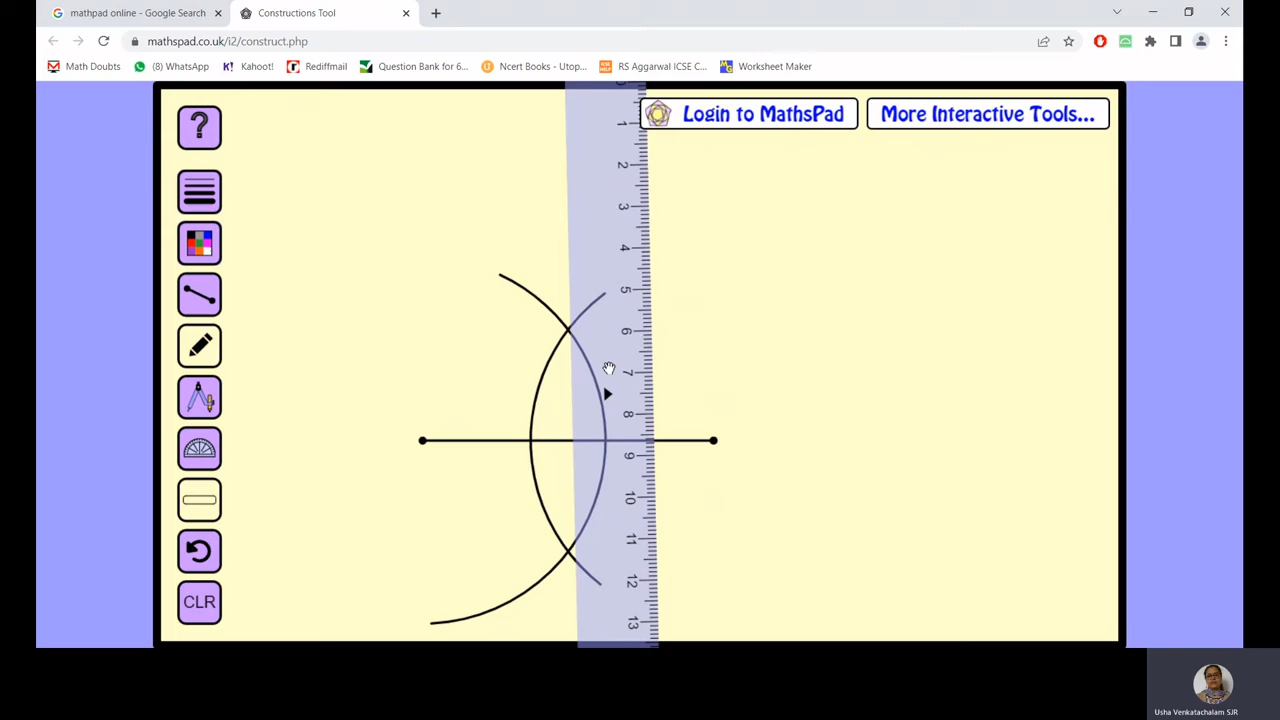 mathpad online - Google Search
Constructions Tool
mathspad.co.uk/i2/construct.php
Math Doubts
(8) WhatsApp
Kahoot!
Rediffmail
Question Bank for 6...
Ncert Books - Utop...
RS Aggarwal ICSE C...
Worksheet Maker
?
Login to MathsPad
More Interactive Tools...
1
2
3
4
5
6
7
8
9
10
11
12
13
CLR
Usha Venkatachalam SJR